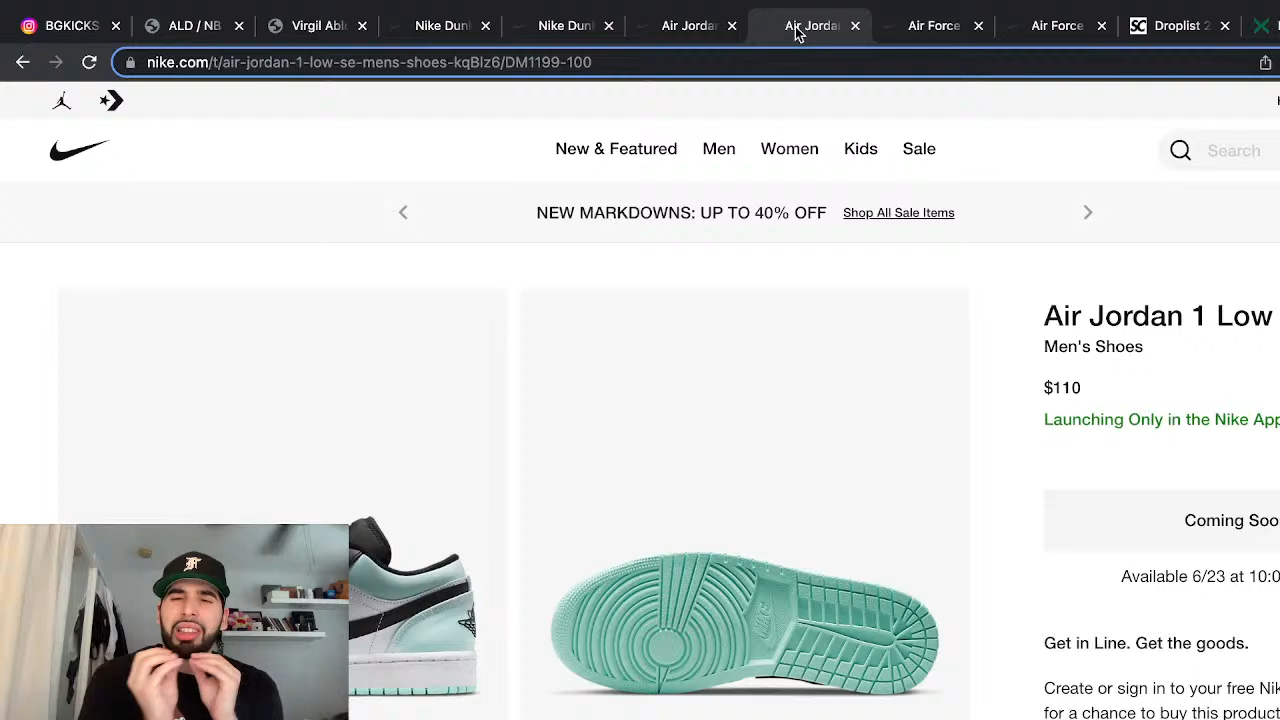 BGKICKS
ALD / NB
Virgil Abl
Nike Dunk
Nike Dunk
Air Jordan
Air Jordan
Air Force
Air Force
SC Droplist 2
nike.com/t/air-jordan-1-low-se-mens-shoes-kqBlz6/DM1199-100
New & Featured Men Women Kids Sale
Search
NEW MARKDOWNS: UP TO 40% OFF Shop All Sale Items
Air Jordan 1 Low
Men's Shoes
$110
Launching Only in the Nike App
Coming Soo
Available 6/23 at 10:0
Get in Line. Get the goods.
Create or sign in to your free Nik
for a chance to buy this product